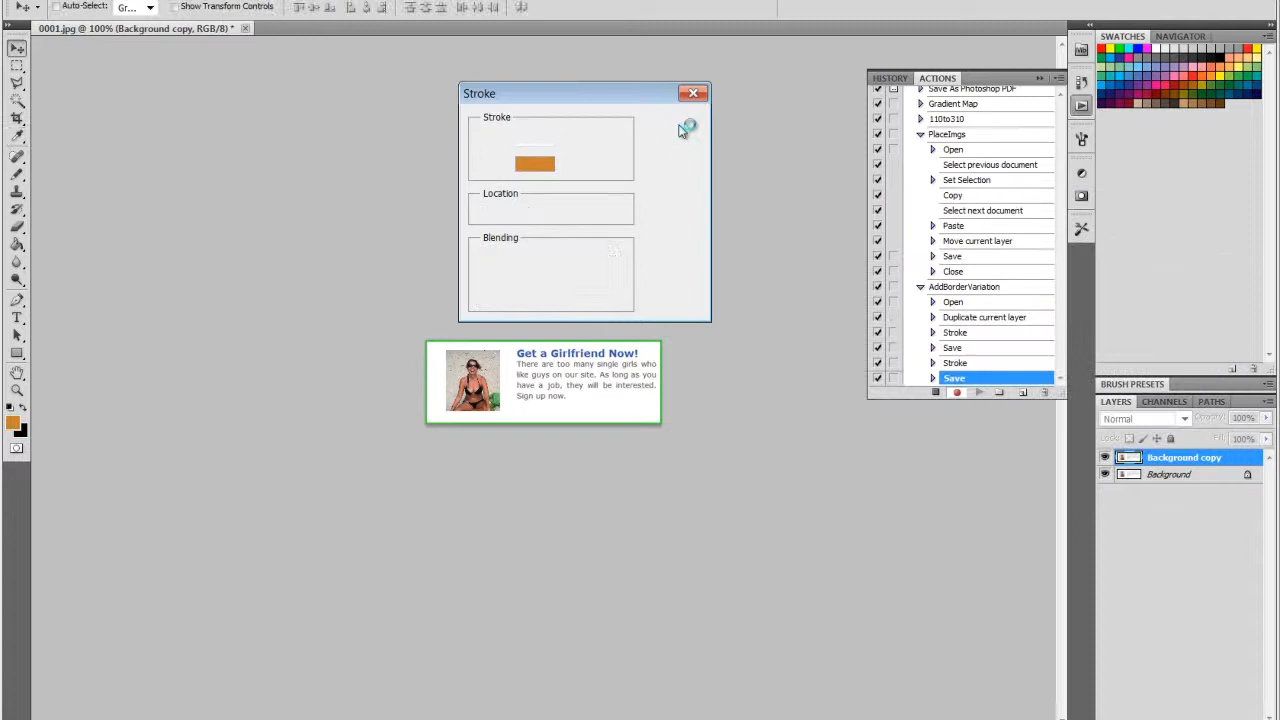 Auto-Select:
Gr...
Show Transform Controls
0001.jpg @ 100% (Background copy, RGB/8) *
SWATCHES
NAVIGATOR
Stroke
Stroke
Location
Blending
HISTORY
ACTIONS
Save As Photoshop PDF
Gradient Map
110to310
PlaceImgs
Open
Select previous document
Set Selection
Copy
Select next document
Paste
Move current layer
Save
Close
AddBorderVariation
Open
Duplicate current layer
Stroke
Save
Stroke
Save
Get a Girlfriend Now!
There are too many single girls who
like guys on our site. As long as you
have a job, they will be interested.
Sign up now.
BRUSH PRESETS
LAYERS
CHANNELS
PATHS
Normal
Opacity:
100%
Lock:
Fill:
100%
Background copy
Background